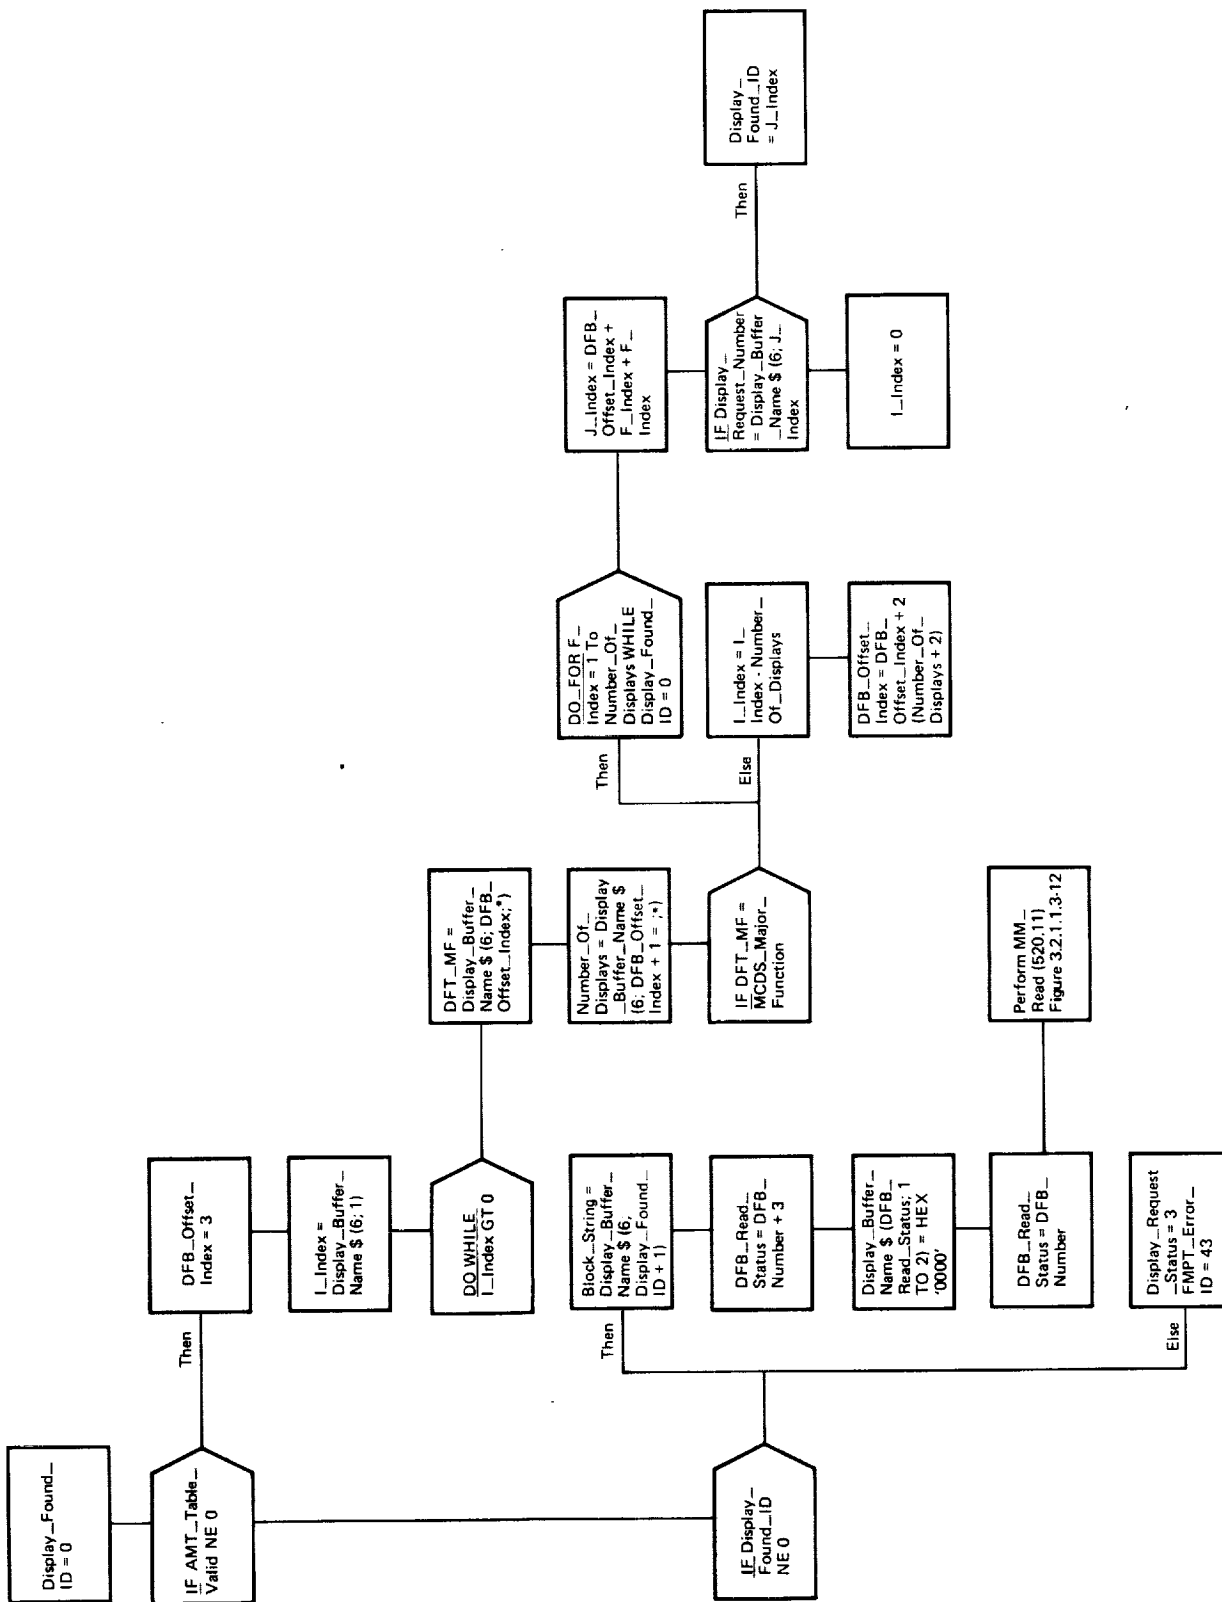 Display_Found_
ID = 0
IF AMT_Table_
Valid NE 0
Then
DFB_Offset_
Index = 3
I_Index =
Display_Buffer_
Name $ (6; 1)
DO WHILE
I_Index GT 0
DFT_MF =
Display_Buffer_
Name $ (6; DFB_
Offset_Index;*)
Number_Of_
Displays = Display
_Buffer_Name $
(6; DFB_Offset_
Index + 1 = ;*)
IF DFT_MF =
MCDS_Major_
Function
Then
DO_FOR F_
Index = 1 To
Number_Of_
Displays WHILE
Display_Found_
ID = 0
J_Index = DFB_
Offset_Index +
F_Index + F_
Index
IF Display_
Request_Number
= Display_Buffer
_Name $ (6; J_
Index
Then
Display_
Found_ID
= J_Index
I_Index = 0
Else
I_Index = I_
Index - Number_
Of_Displays
DFB_Offset_
Index = DFB_
Offset_Index + 2
(Number_Of_
Displays + 2)
IF Display_
Found_ID
NE 0
Then
Block_String =
Display_Buffer_
Name $ (6,
Display_Found_
ID + 1)
DFB_Read_
Status = DFB_
Number + 3
Display_Buffer_
Name $ (DFB_
Read_Status; 1
TO 2) = HEX
'0000'
DFB_Read_
Status = DFB_
Number
Perform MM_
Read (520.11)
Figure 3.2.1.1.3-12
Else
Display_Request
_Status = 3
FMPT_Error_
ID = 43